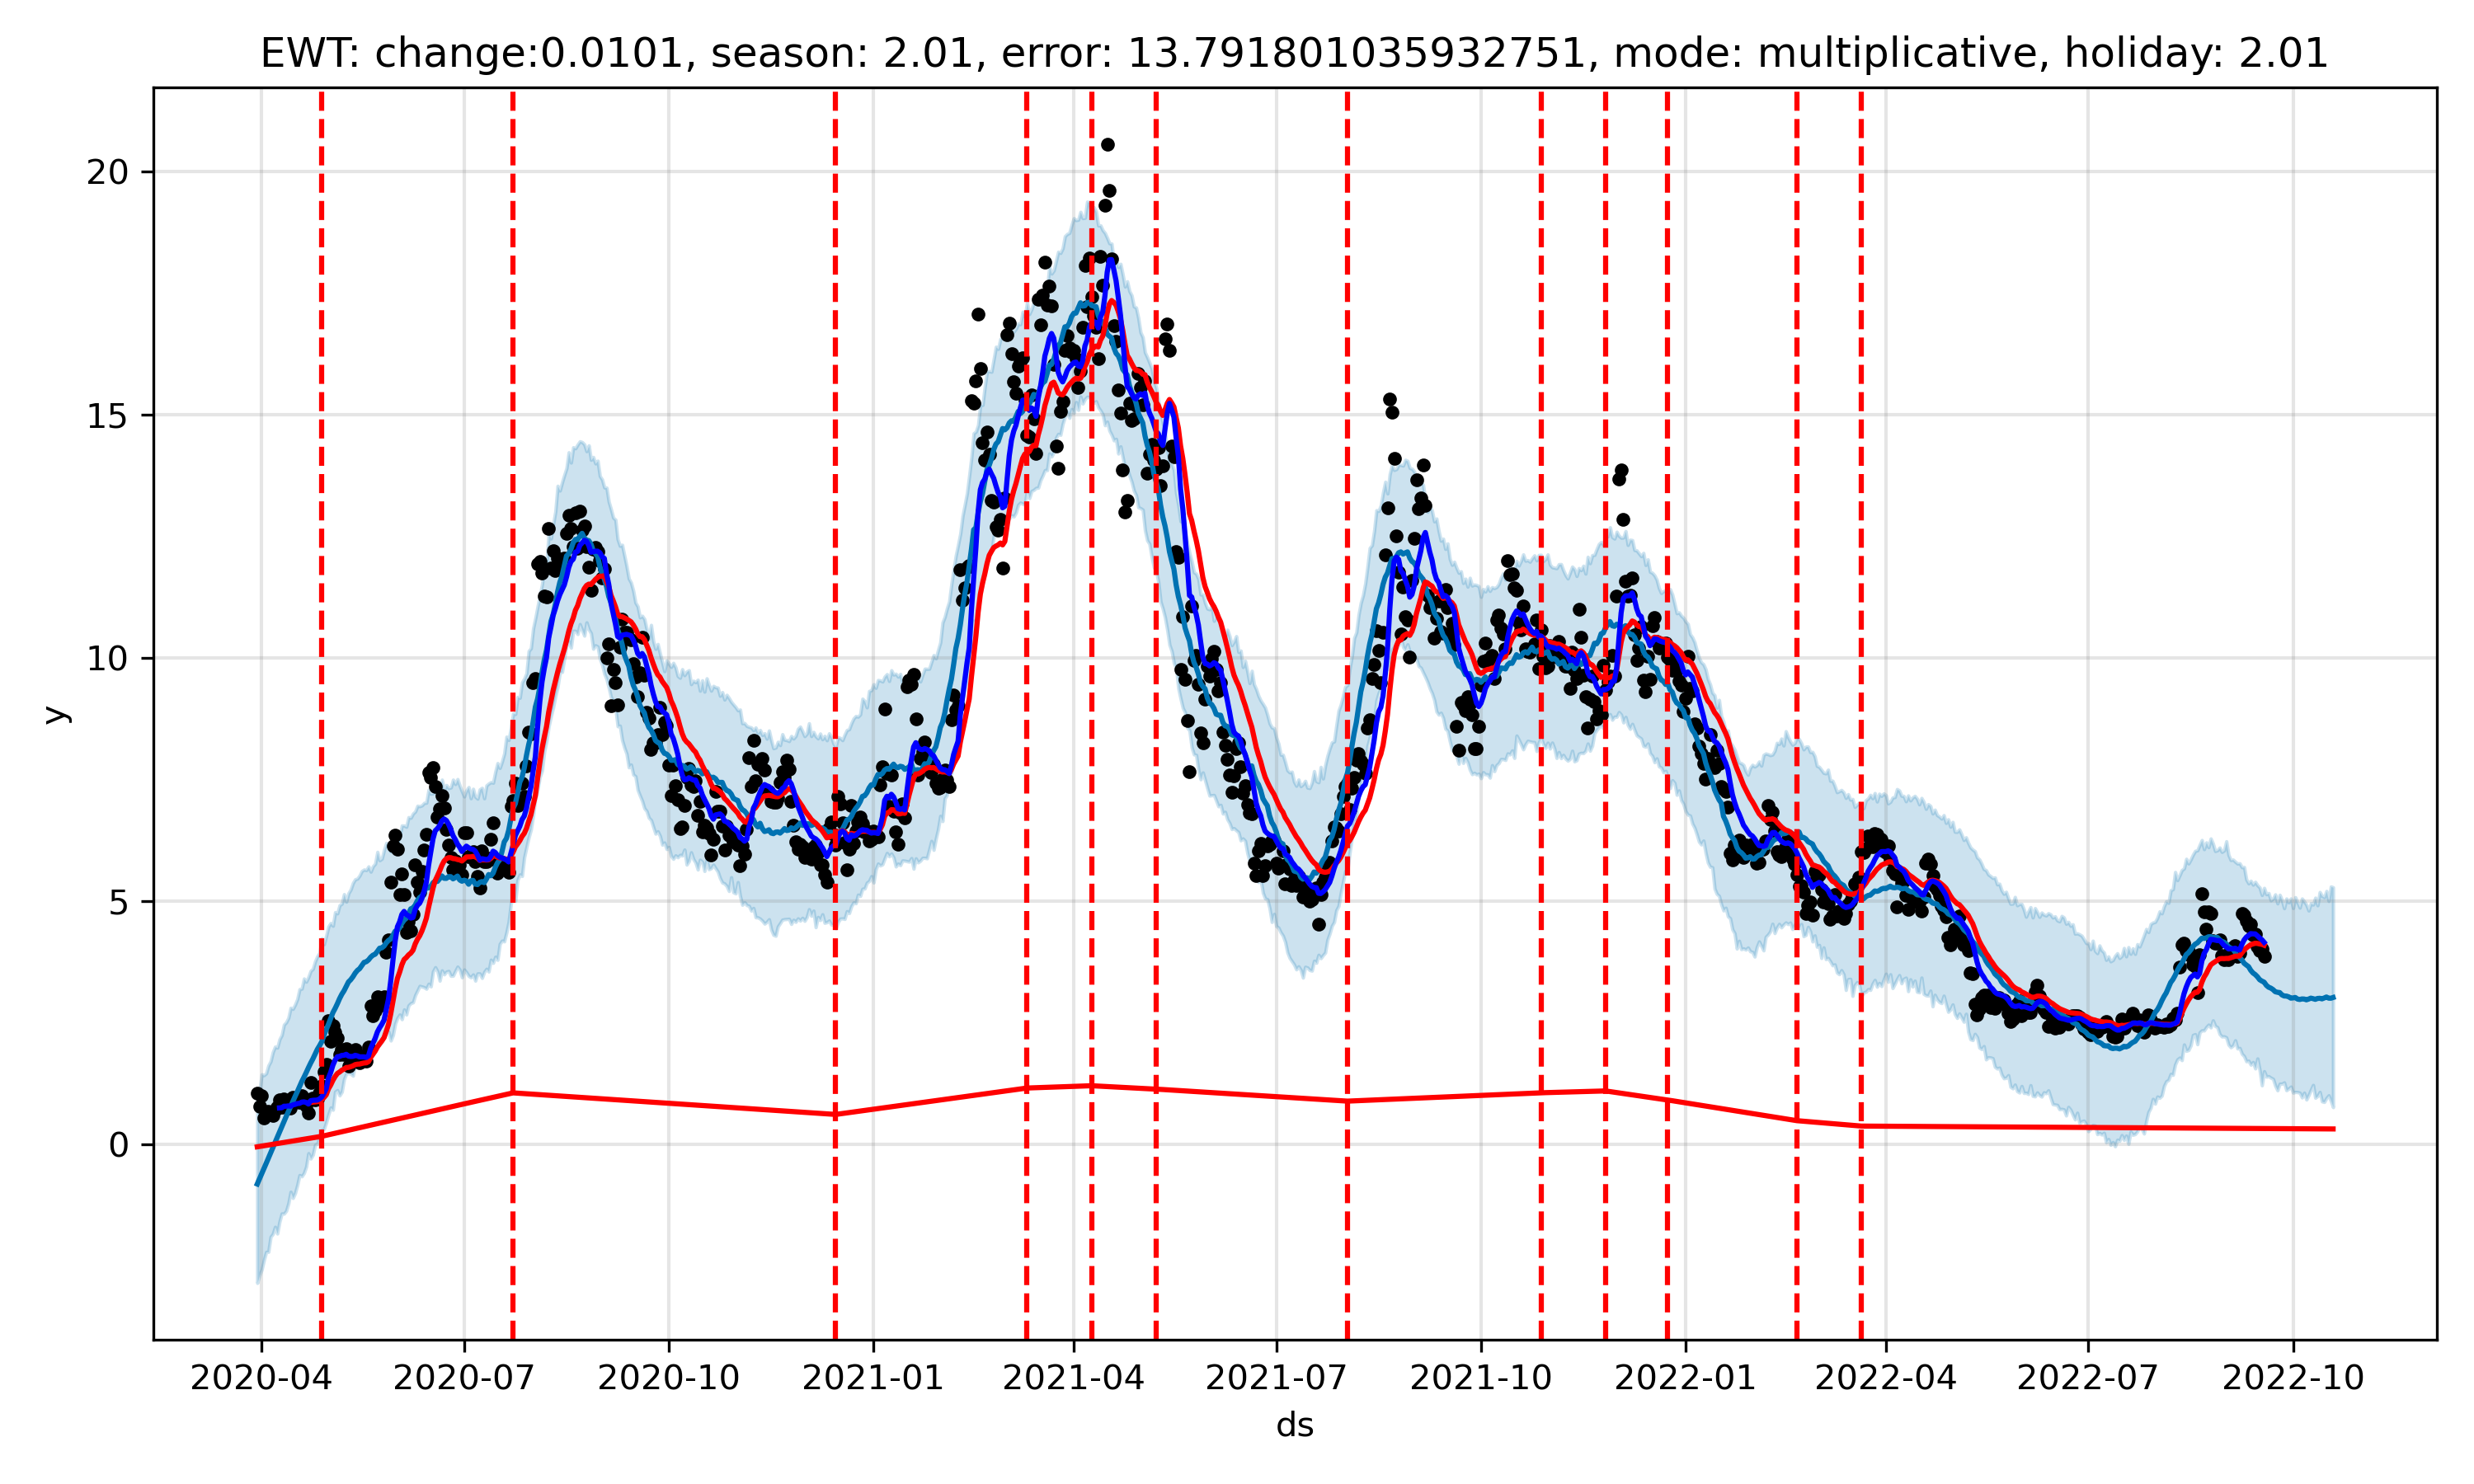 EWT: change:0.0101, season: 2.01, error: 13.791801035932751, mode: multiplicative, holiday: 2.01
20
15
10
5
0
y
2020-04 2020-07 2020-10 2021-01 2021-04 2021-07 2021-10 2022-01 2022-04 2022-07 2022-10
ds